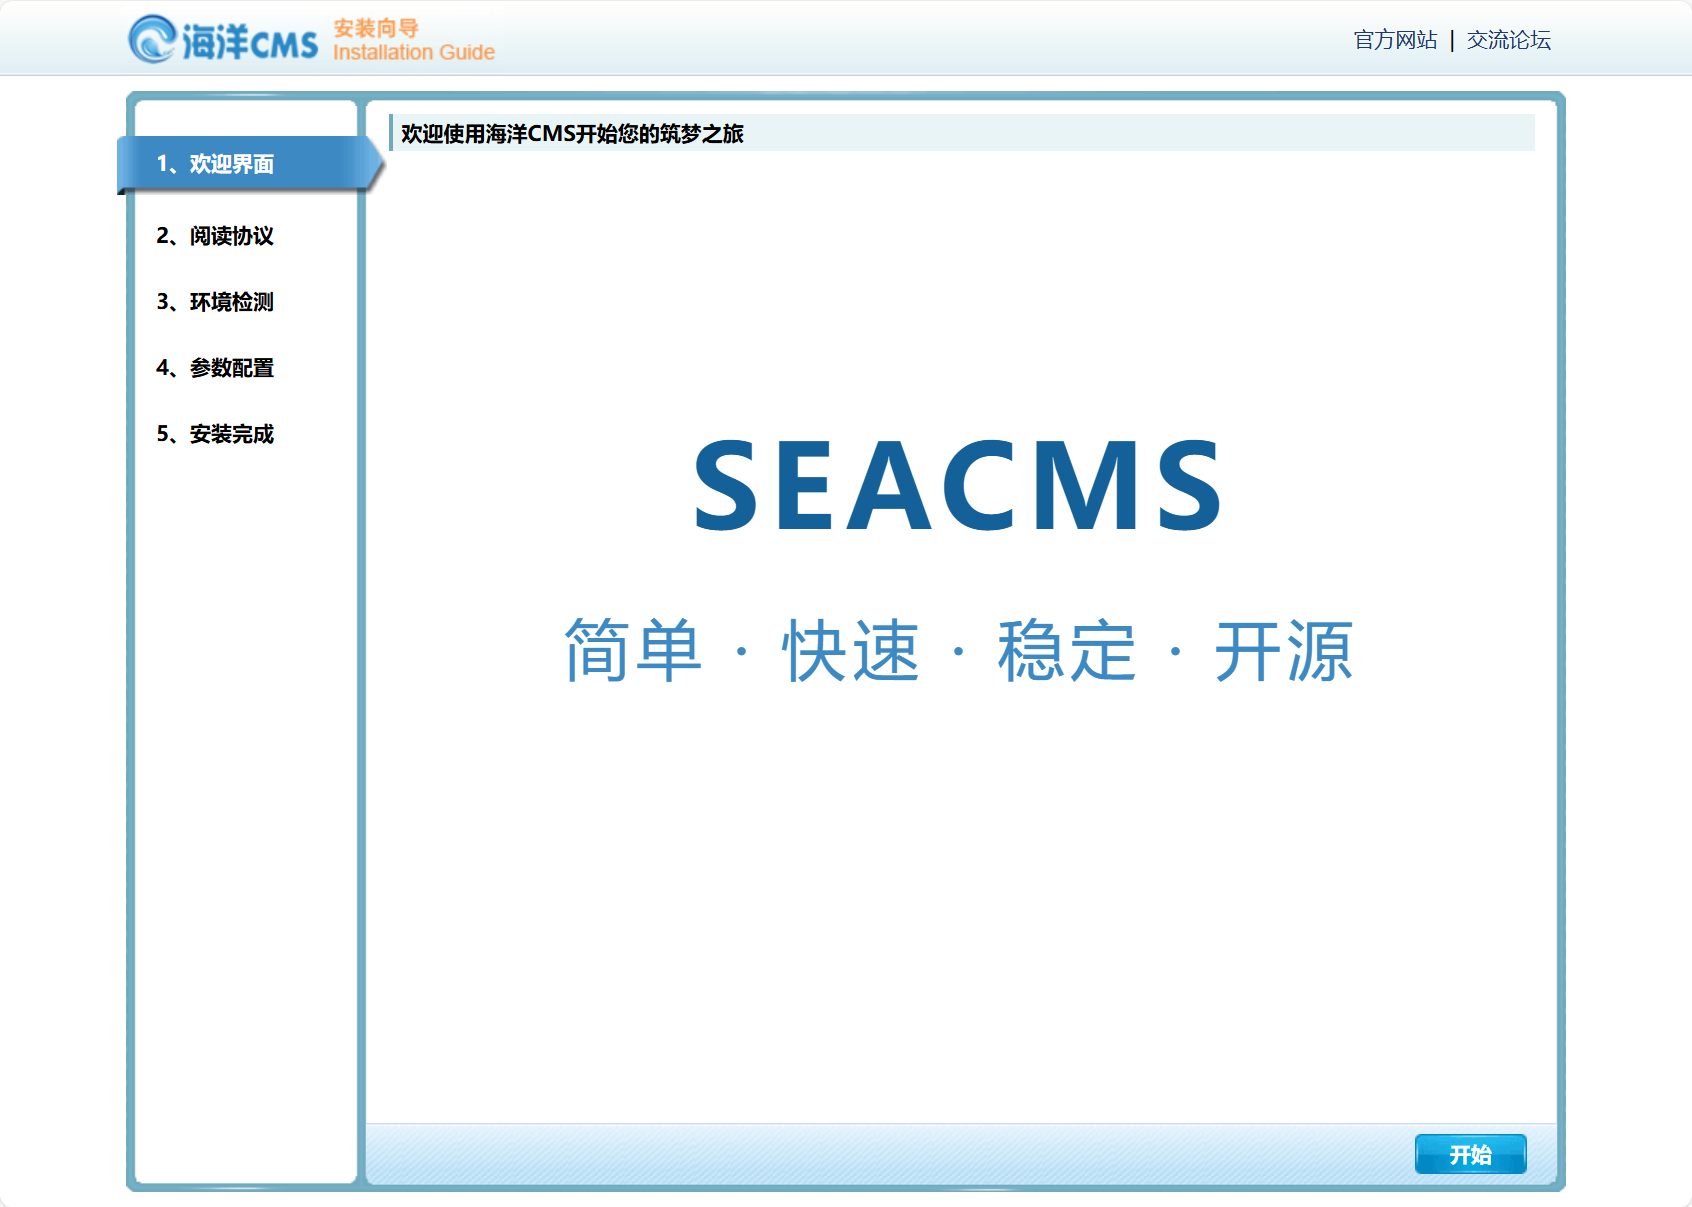 海洋CMS 安装向导
Installation Guide
官方网站 | 交流论坛
1、欢迎界面
2、阅读协议
3、环境检测
4、参数配置
5、安装完成
欢迎使用海洋CMS开始您的筑梦之旅
SEACMS
简单 · 快速 · 稳定 · 开源
开始